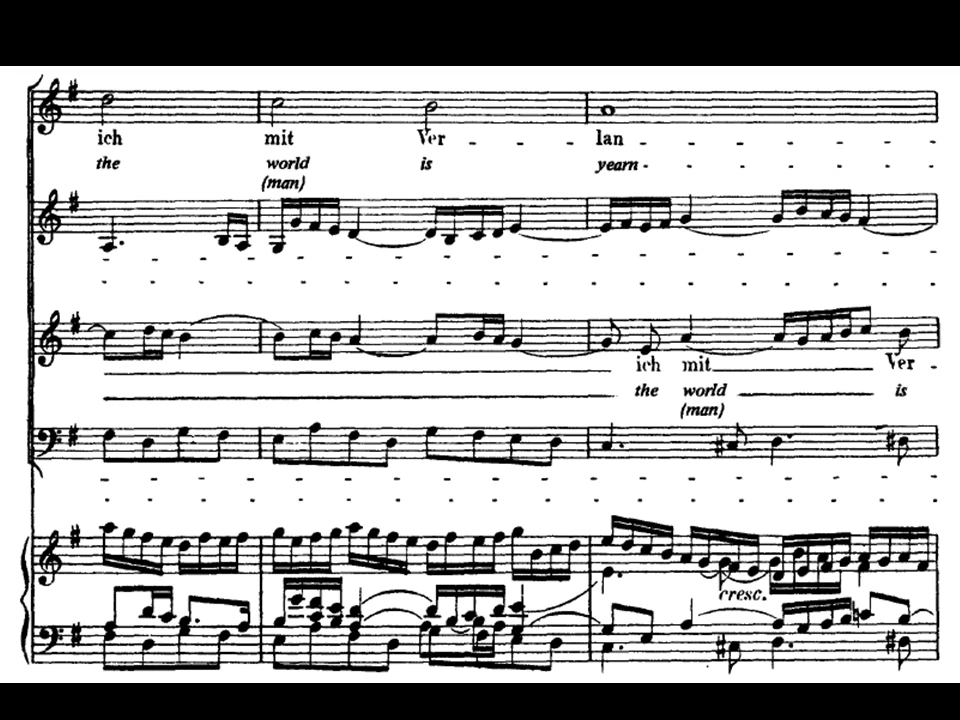 ich mit Ver - - lan - - - - - - -
the world is yearn - - - - - - -
(man)
ich mit Ver -
the world is
(man)
cresc.